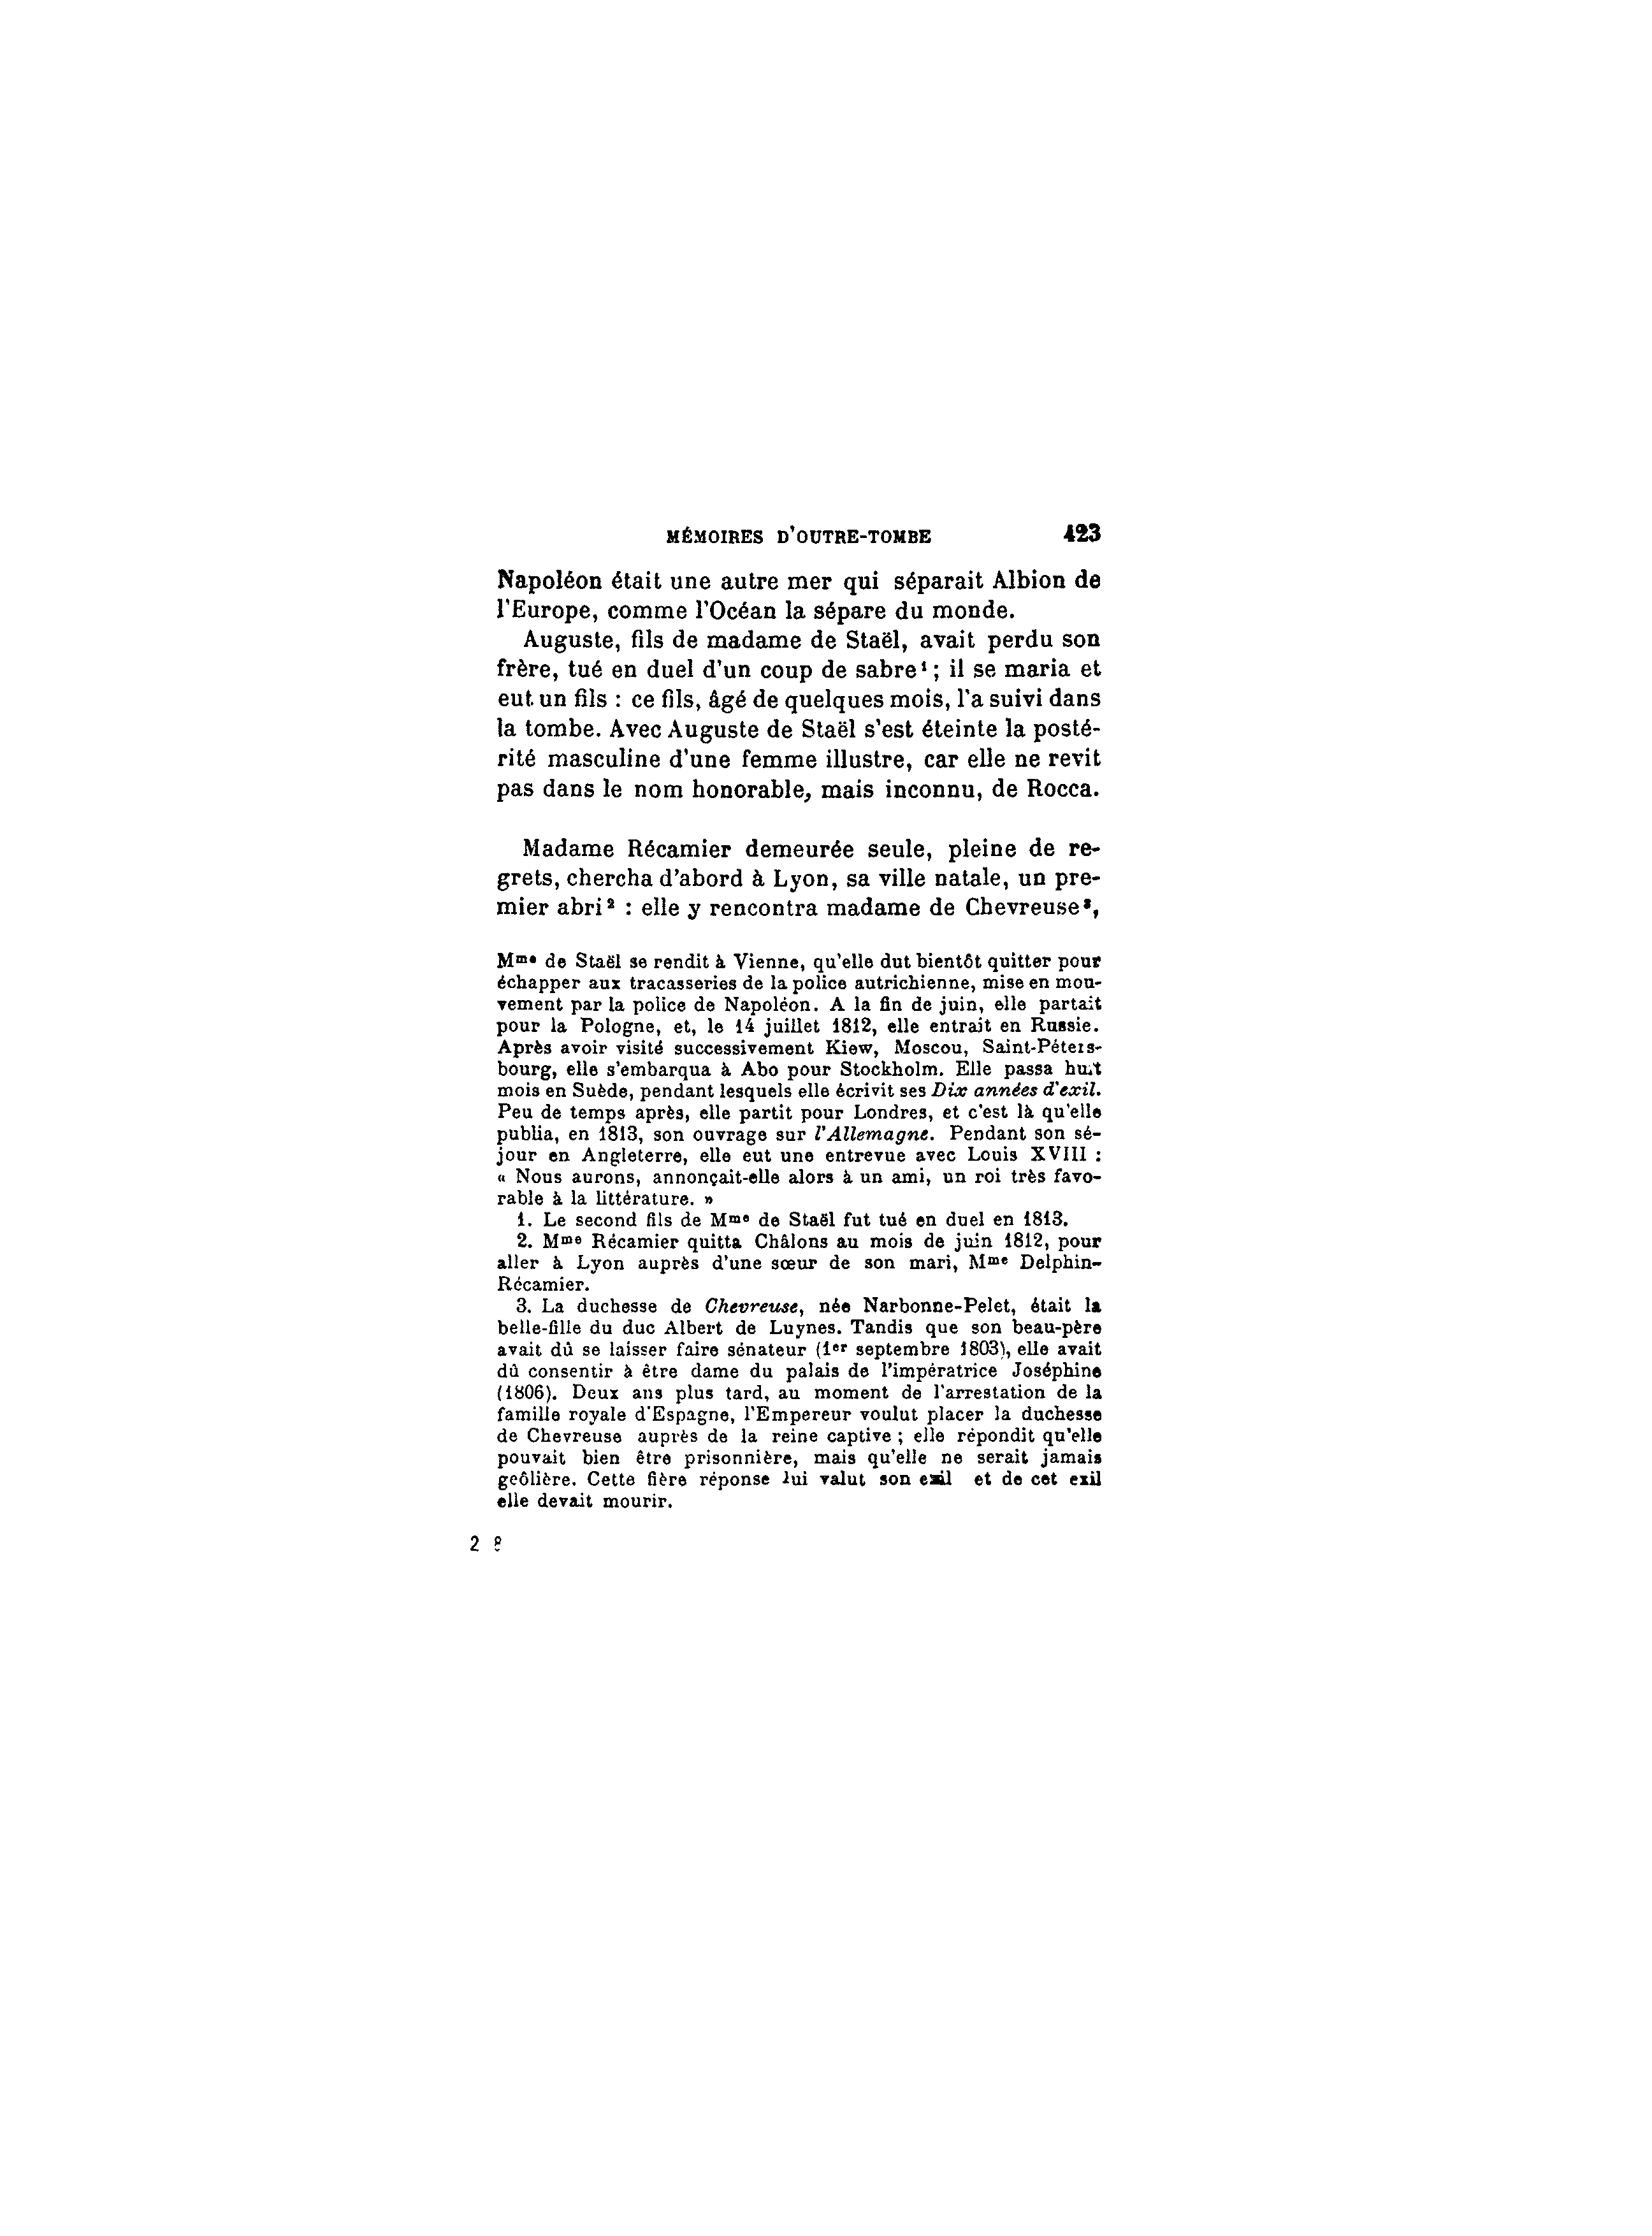 MÉMOIRES D'OUTRE-TOMBE 423
Napoléon était une autre mer qui séparait Albion de
l'Europe, comme l'Océan la sépare du monde.
Auguste, fils de madame de Staël, avait perdu son
frère, tué en duel d'un coup de sabre¹ ; il se maria et
eut un fils : ce fils, âgé de quelques mois, l'a suivi dans
la tombe. Avec Auguste de Staël s'est éteinte la posté-
rité masculine d'une femme illustre, car elle ne revit
pas dans le nom honorable, mais inconnu, de Rocca.
Madame Récamier demeurée seule, pleine de re-
grets, chercha d'abord à Lyon, sa ville natale, un pre-
mier abri² : elle y rencontra madame de Chevreuse³,
Mᵐᵉ de Staël se rendit à Vienne, qu'elle dut bientôt quitter pour
échapper aux tracasseries de la police autrichienne, mise en mou-
vement par la police de Napoléon. A la fin de juin, elle partait
pour la Pologne, et, le 14 juillet 1812, elle entrait en Russie.
Après avoir visité successivement Kiew, Moscou, Saint-Péters-
bourg, elle s'embarqua à Abo pour Stockholm. Elle passa huit
mois en Suède, pendant lesquels elle écrivit ses Dix années d'exil.
Peu de temps après, elle partit pour Londres, et c'est là qu'elle
publia, en 1813, son ouvrage sur l'Allemagne. Pendant son sé-
jour en Angleterre, elle eut une entrevue avec Louis XVIII :
« Nous aurons, annonçait-elle alors à un ami, un roi très favo-
rable à la littérature. »
1. Le second fils de Mᵐᵉ de Staël fut tué en duel en 1813.
2. Mᵐᵉ Récamier quitta Châlons au mois de juin 1812, pour
aller à Lyon auprès d'une sœur de son mari, Mᵐᵉ Delphin-
Récamier.
3. La duchesse de Chevreuse, née Narbonne-Pelet, était la
belle-fille du duc Albert de Luynes. Tandis que son beau-père
avait dû se laisser faire sénateur (1ᵉʳ septembre 1803), elle avait
dû consentir à être dame du palais de l'impératrice Joséphine
(1806). Deux ans plus tard, au moment de l'arrestation de la
famille royale d'Espagne, l'Empereur voulut placer la duchesse
de Chevreuse auprès de la reine captive ; elle répondit qu'elle
pouvait bien être prisonnière, mais qu'elle ne serait jamais
geôlière. Cette fière réponse lui valut son exil et de cet exil
elle devait mourir.
2